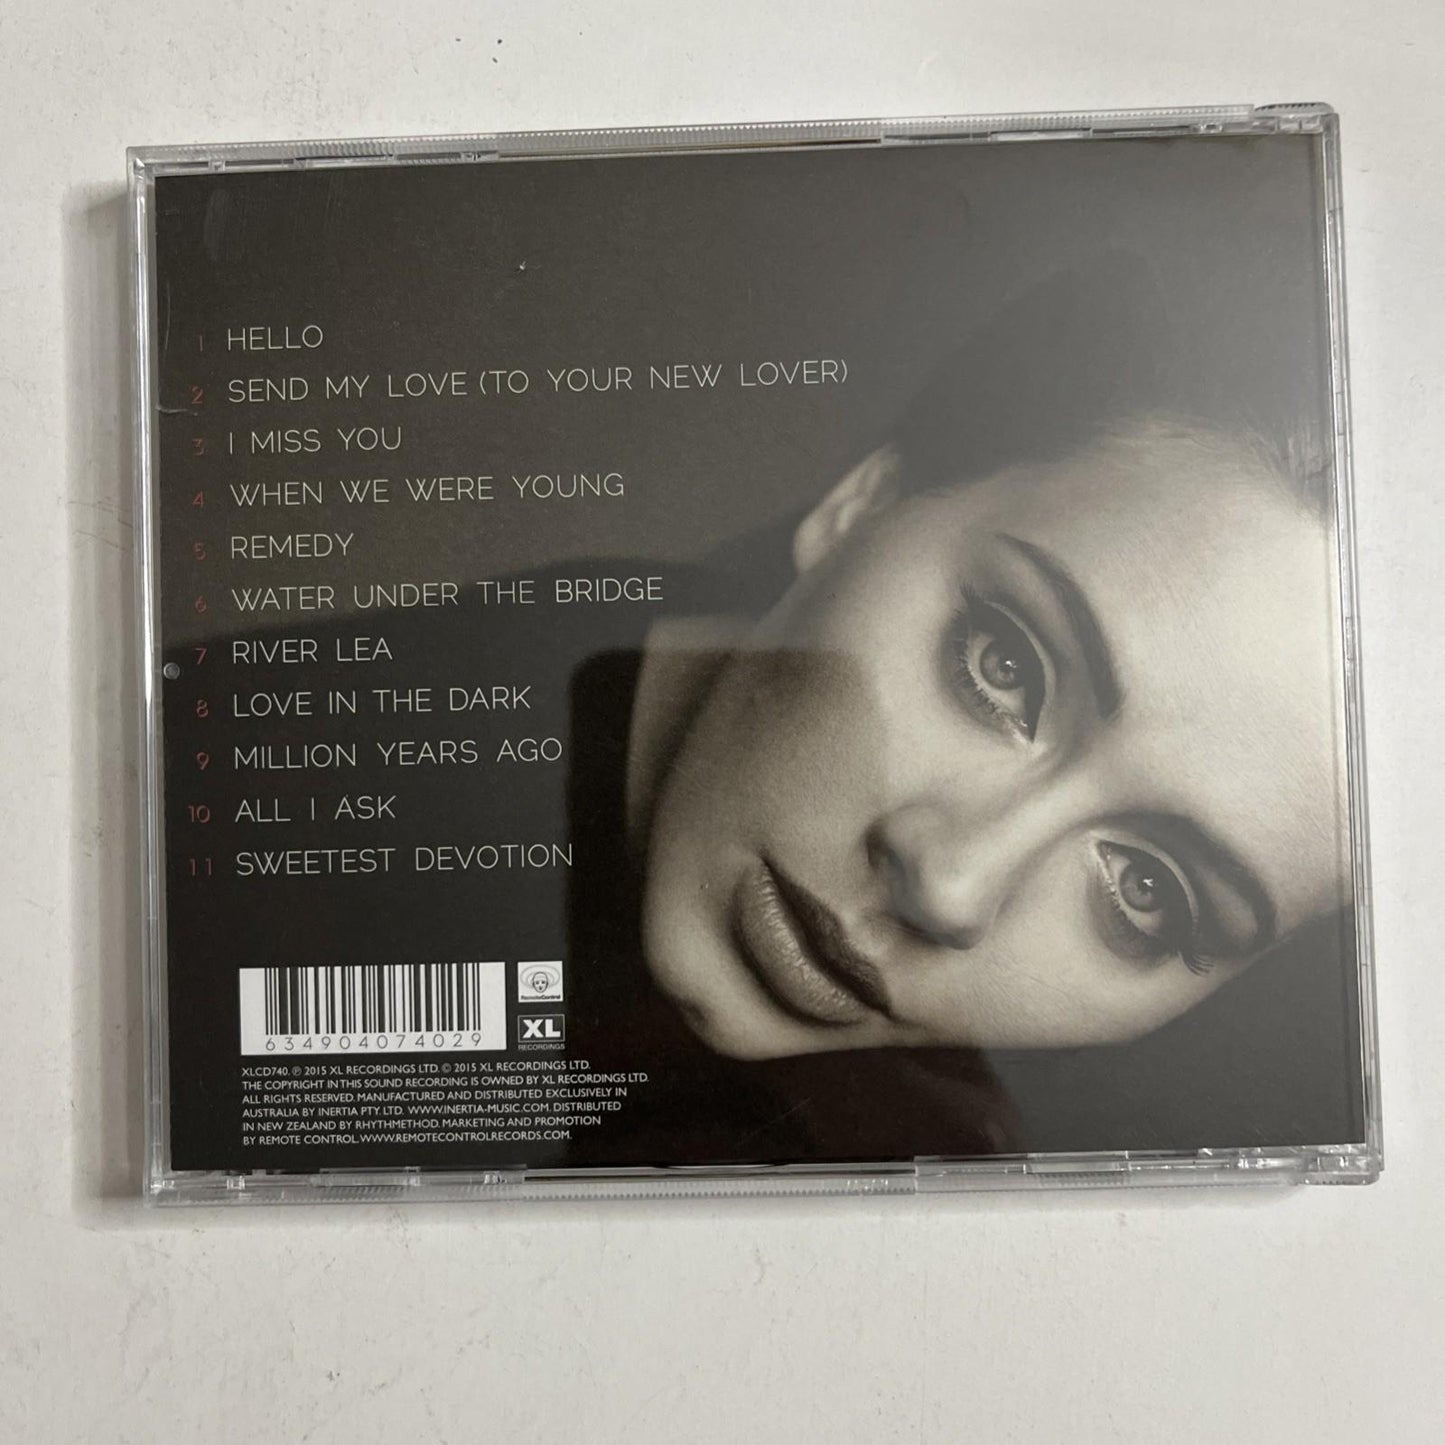 1 HELLO
2 SEND MY LOVE (TO YOUR NEW LOVER)
3 I MISS YOU
4 WHEN WE WERE YOUNG
5 REMEDY
6 WATER UNDER THE BRIDGE
7 RIVER LEA
8 LOVE IN THE DARK
9 MILLION YEARS AGO
10 ALL I ASK
11 SWEETEST DEVOTION
634904074029
RemoteControl
XL
RECORDINGS
XLCD740. ℗ 2015 XL RECORDINGS LTD. © 2015 XL RECORDINGS LTD.
THE COPYRIGHT IN THIS SOUND RECORDING IS OWNED BY XL RECORDINGS LTD.
ALL RIGHTS RESERVED. MANUFACTURED AND DISTRIBUTED EXCLUSIVELY IN
AUSTRALIA BY INERTIA PTY. LTD. WWW.INERTIA-MUSIC.COM. DISTRIBUTED
IN NEW ZEALAND BY RHYTHMETHOD. MARKETING AND PROMOTION
BY REMOTE CONTROL. WWW.REMOTECONTROLRECORDS.COM.